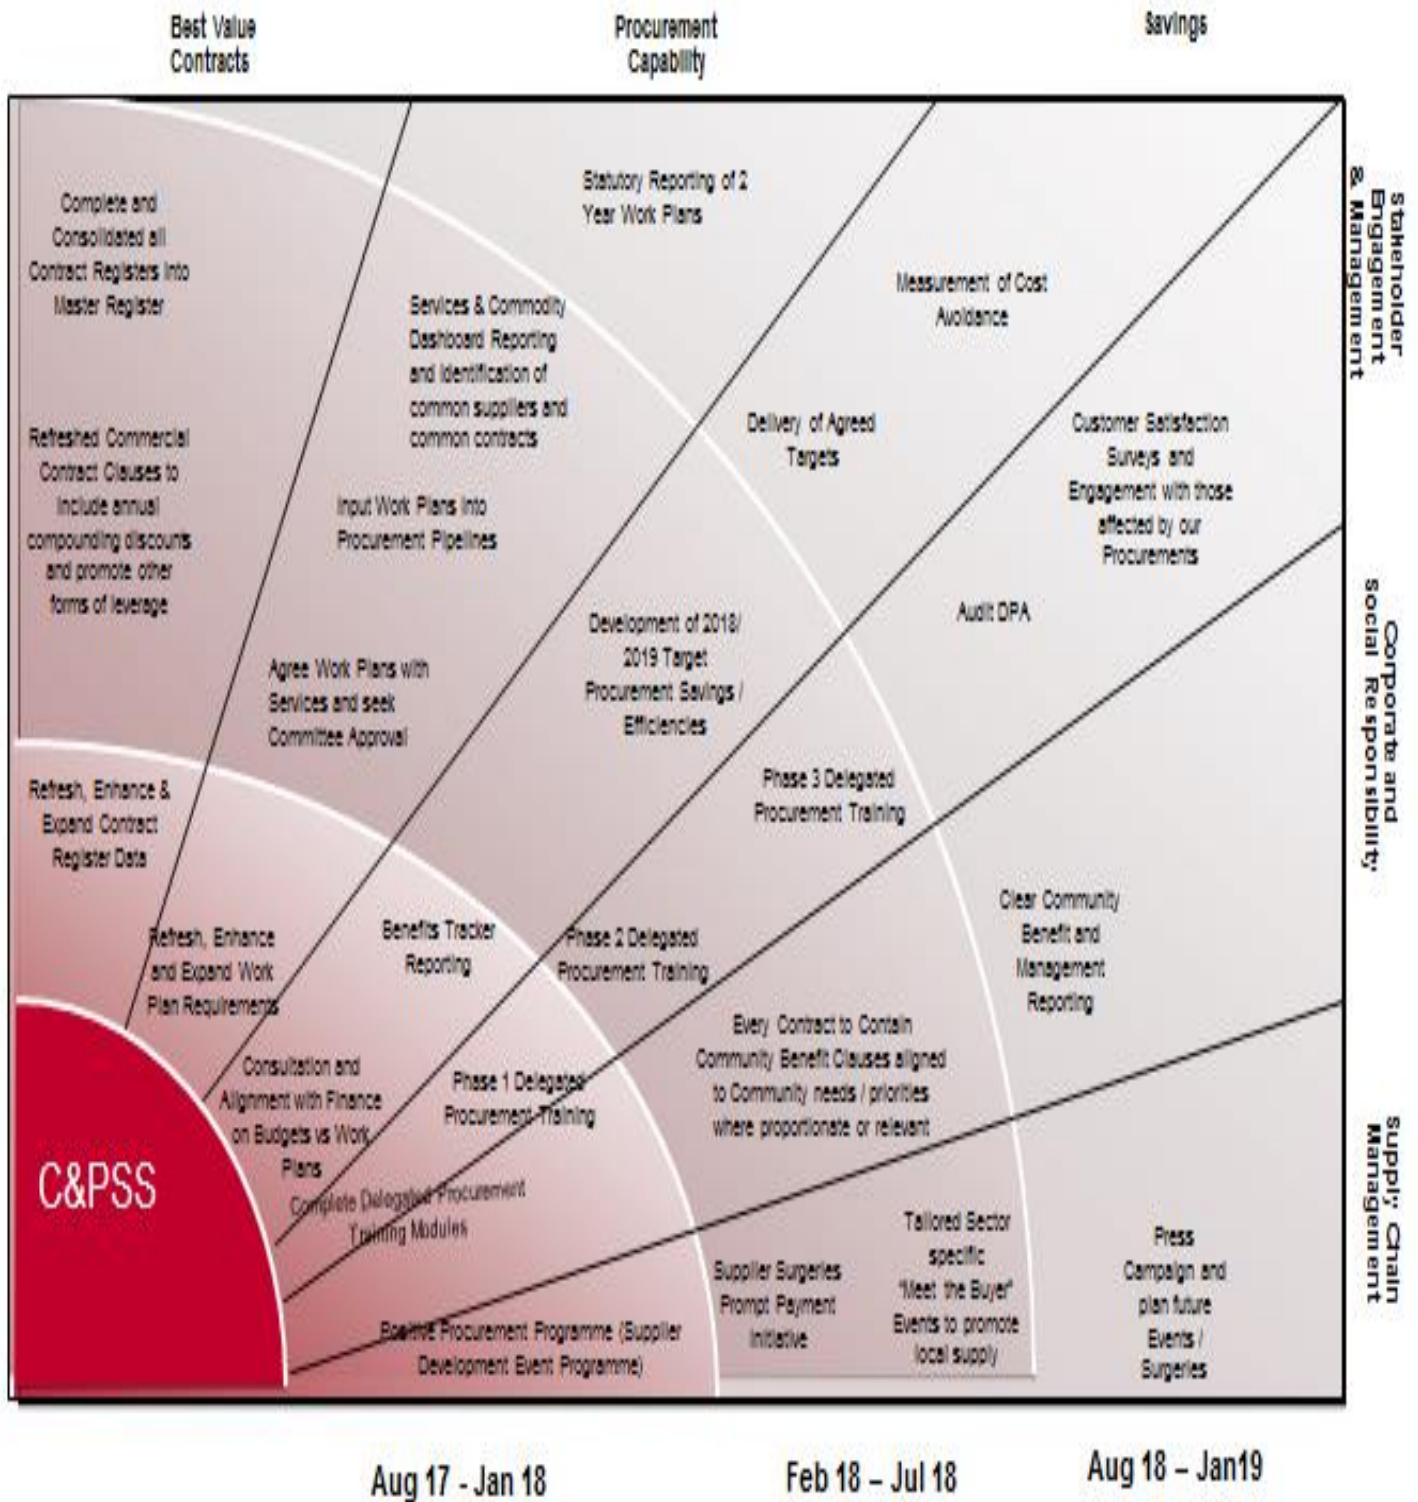 Best Value
Contracts
Procurement
Capability
Savings
Stakeholder
Engagement
& Management
Corporate and
Social Responsibility
Supply Chain
Management
Complete and
Consolidated all
Contract Registers into
Master Register
Refreshed Commercial
Contract Clauses to
include annual
compounding discounts
and promote other
forms of leverage
Refresh, Enhance &
Expand Contract
Register Data
Statutory Reporting of 2
Year Work Plans
Services & Commodity
Dashboard Reporting
and identification of
common suppliers and
common contracts
Input Work Plans into
Procurement Pipelines
Agree Work Plans with
Services and seek
Committee Approval
Refresh, Enhance
and Expand Work
Plan Requirements
Measurement of Cost
Avoidance
Delivery of Agreed
Targets
Development of 2018/
2019 Target
Procurement Savings /
Efficiencies
Benefits Tracker
Reporting
Consultation and
Alignment with Finance
on Budgets vs Work
Plans
Customer Satisfaction
Surveys and
Engagement with those
affected by our
Procurements
Audit DPA
Phase 3 Delegated
Procurement Training
Phase 2 Delegated
Procurement Training
Phase 1 Delegated
Procurement Training
Complete Delegated Procurement
Training Modules
Clear Community
Benefit and
Management
Reporting
Every Contract to Contain
Community Benefit Clauses aligned
to Community needs / priorities
where proportionate or relevant
Positive Procurement Programme (Supplier
Development Event Programme)
Supplier Surgeries
Prompt Payment
Initiative
Tailored Sector
specific
"Meet the Buyer"
Events to promote
local supply
Press
Campaign and
plan future
Events /
Surgeries
C&PSS
Aug 17 - Jan 18
Feb 18 – Jul 18
Aug 18 – Jan19